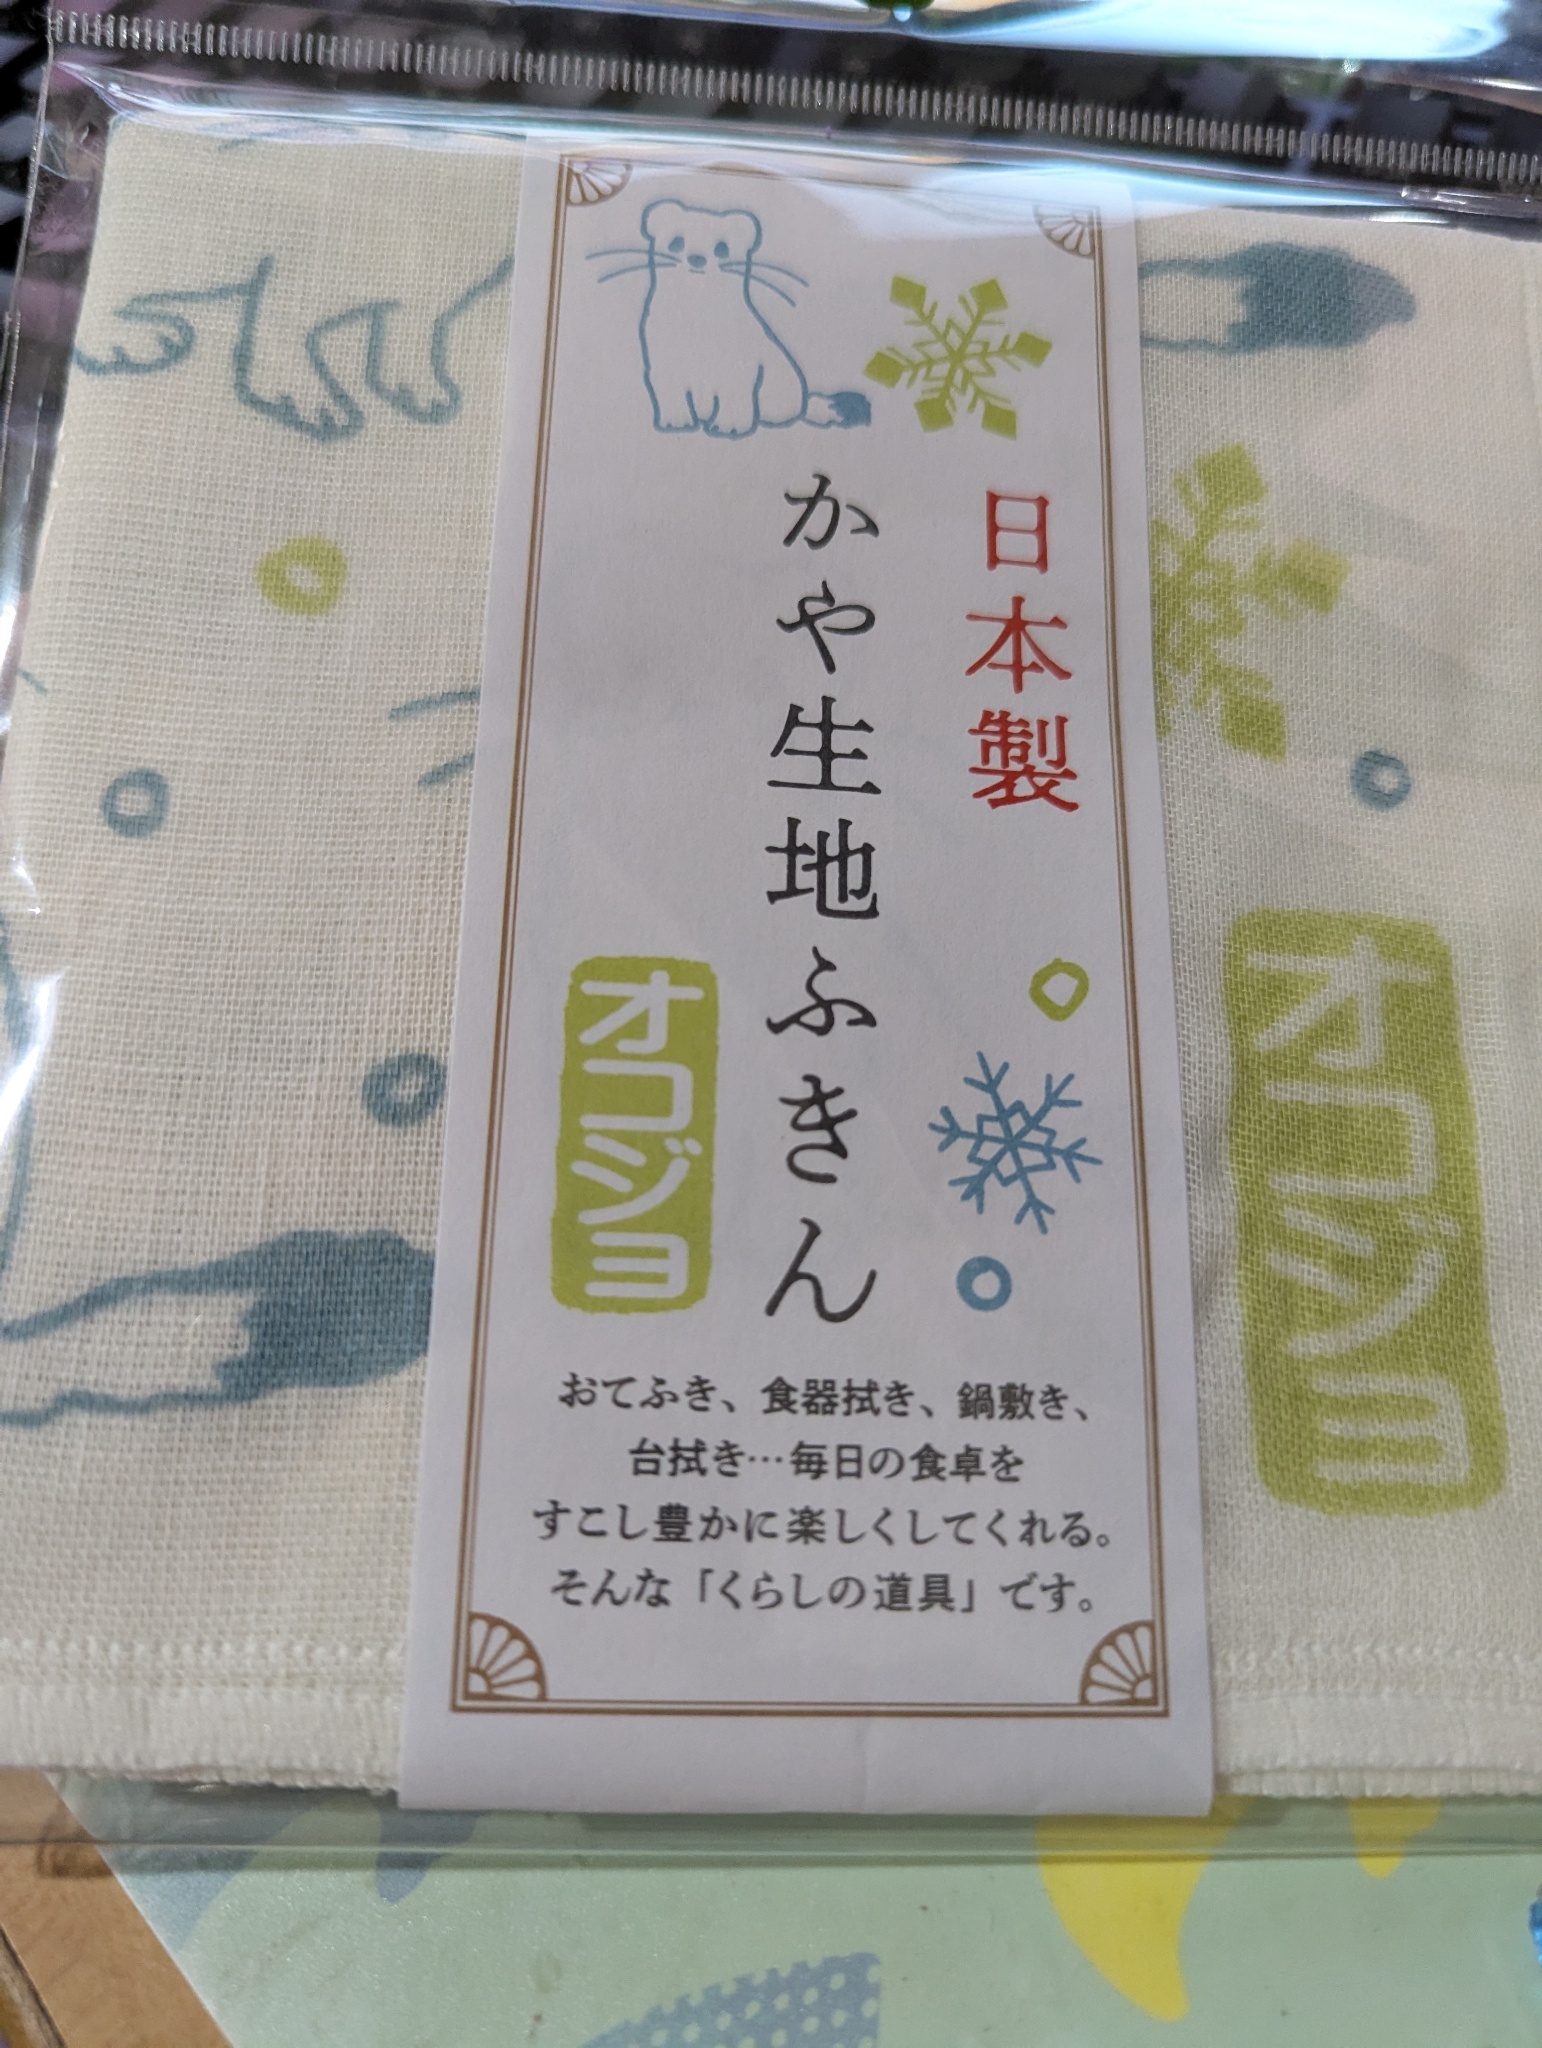 日本製
かや生地ふきん
オコジョ
おてふき、食器拭き、鍋敷き、
台拭き…毎日の食卓を
すこし豊かに楽しくしてくれる。
そんな「くらしの道具」です。
オコジョ